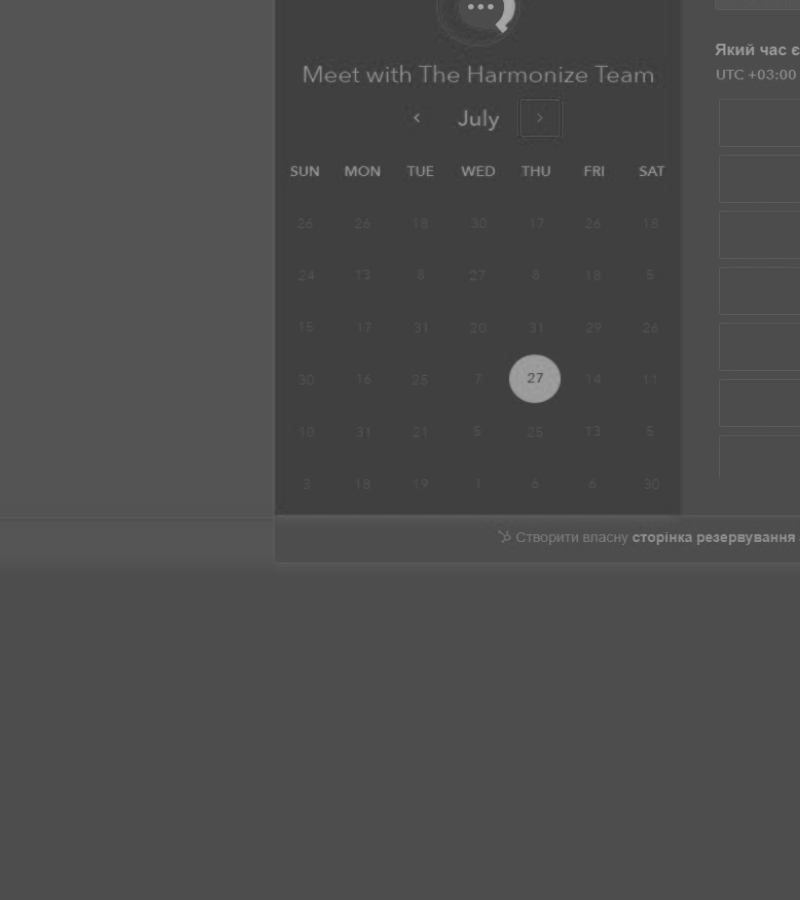 Який час є
Meet with The Harmonize Team
UTC +03:00
July
SUN MON TUE WED THU FRI SAT
26 26 18 30 17 26 18
24 13 8 27 8 18 5
15 17 31 20 31 29 26
30 16 25 7 27 14 11
10 31 21 5 25 13 5
3 18 19 1 6 6 30
Створити власну сторінка резервування